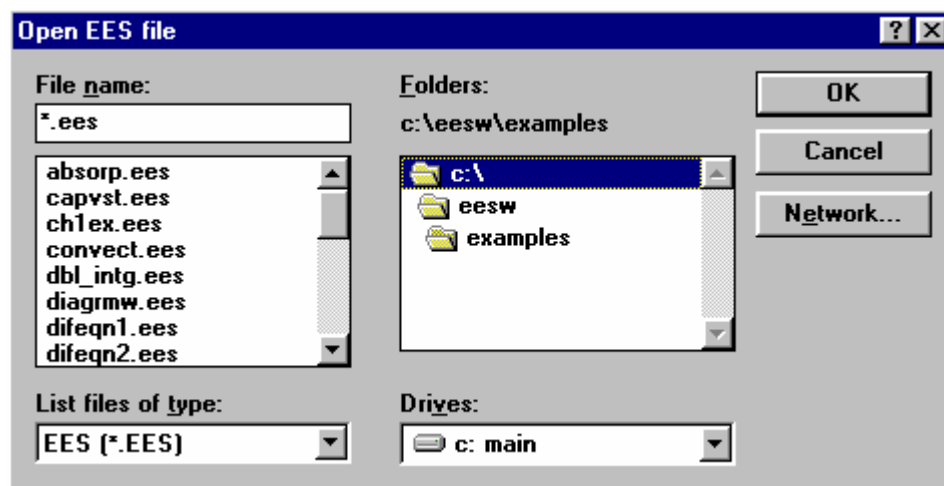 Open EES file
File name:
*.ees
absorp.ees
capvst.ees
ch1ex.ees
convect.ees
dbl_intg.ees
diagrmw.ees
difeqn1.ees
difeqn2.ees
List files of type:
EES (*.EES)
Folders:
c:\eesw\examples
c:\
eesw
examples
Drives:
c: main
OK
Cancel
Network...